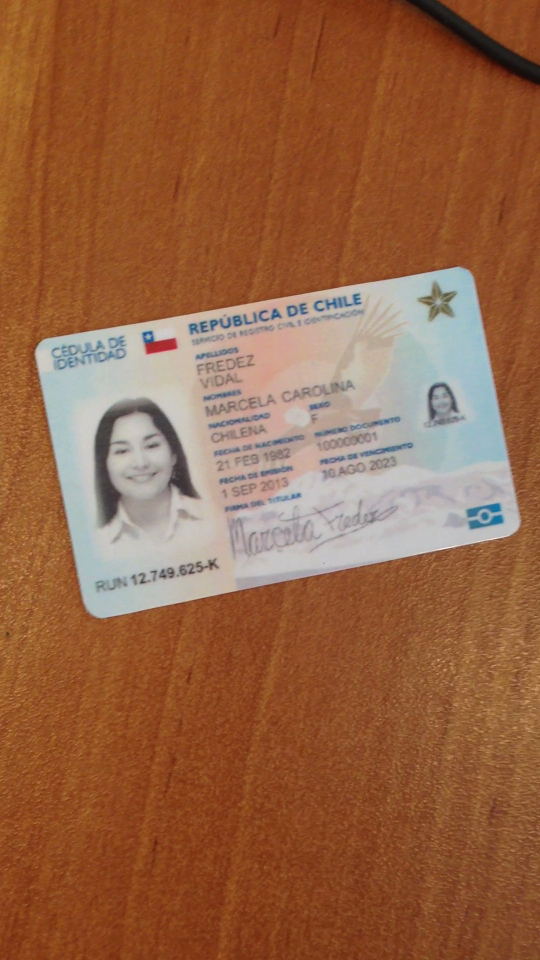 CÉDULA DE
IDENTIDAD
REPÚBLICA DE CHILE
SERVICIO DE REGISTRO CIVIL E IDENTIFICACIÓN
APELLIDOS
FREDEZ
VIDAL
NOMBRES
MARCELA CAROLINA
NACIONALIDAD SEXO
CHILENA F
FECHA DE NACIMIENTO NÚMERO DOCUMENTO
21 FEB 1982 100000001
FECHA DE EMISIÓN FECHA DE VENCIMIENTO
1 SEP 2013 10 AGO 2023
FIRMA DEL TITULAR
Marcela Fredez
RUN 12.749.625-K